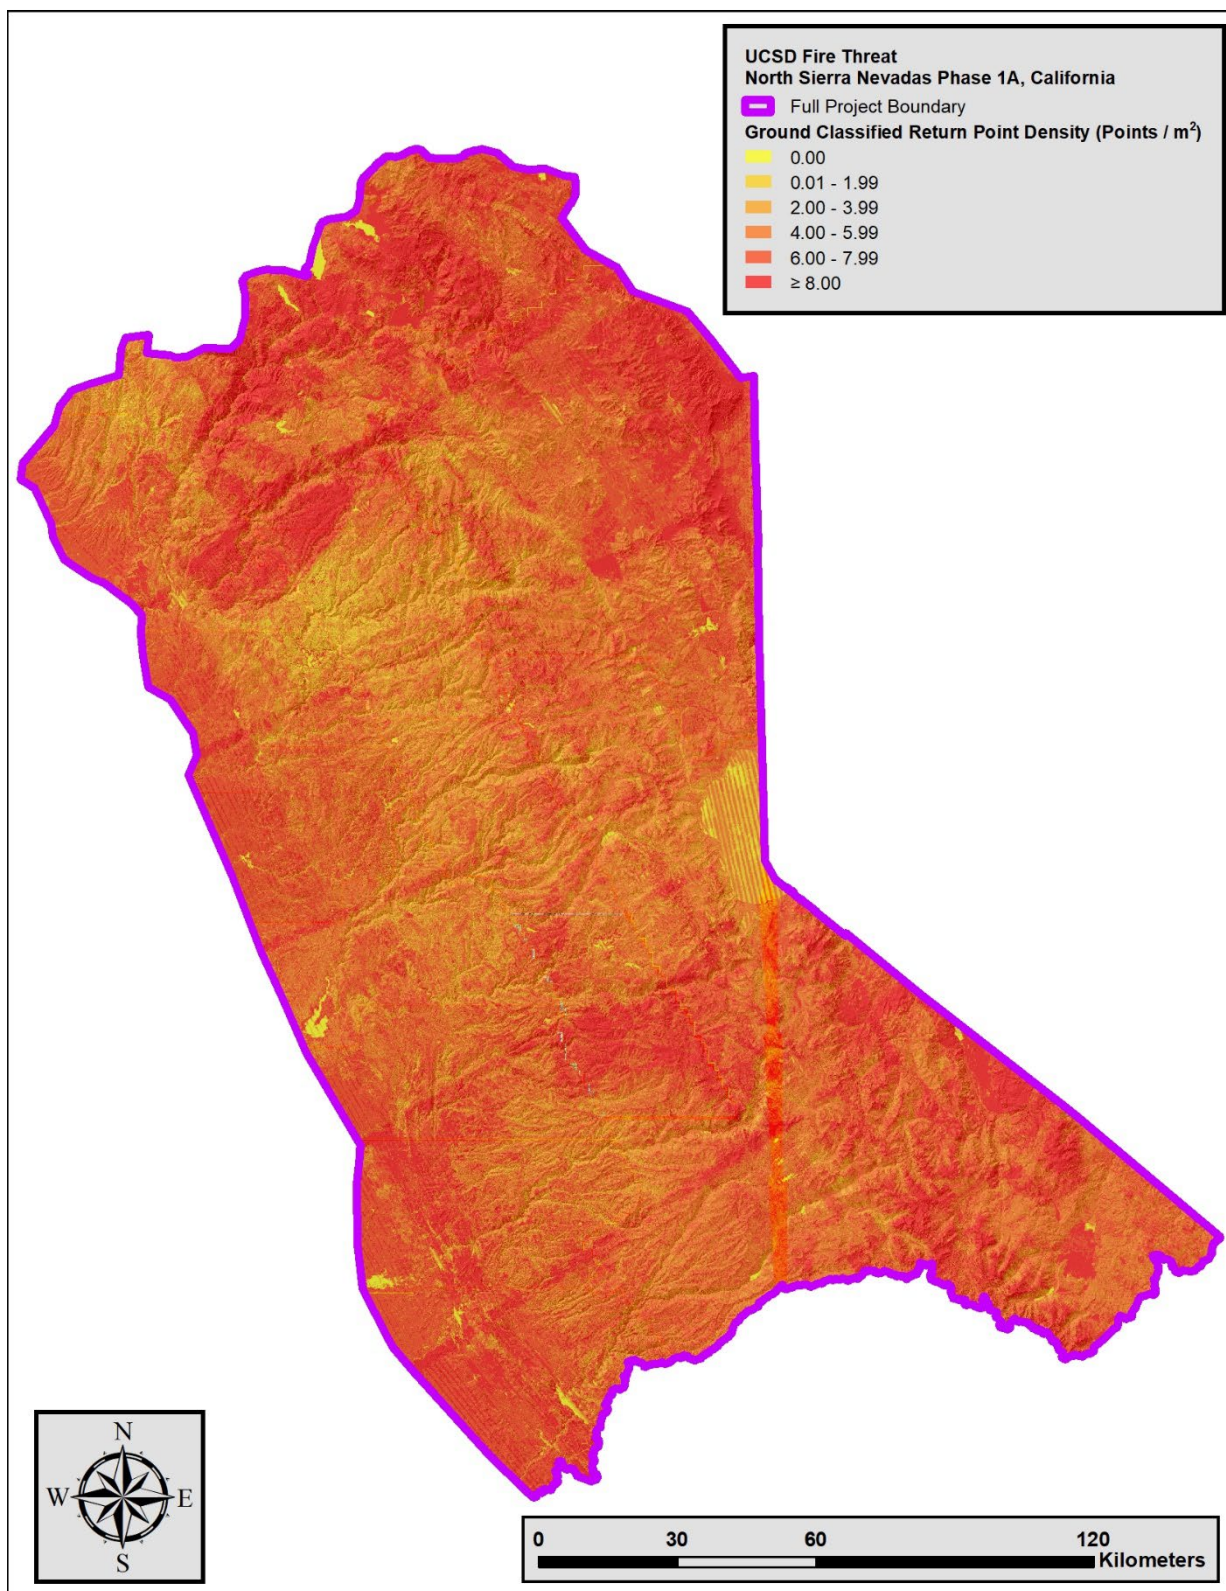 UCSD Fire Threat
North Sierra Nevadas Phase 1A, California
Full Project Boundary
Ground Classified Return Point Density (Points / m²)
0.00
0.01 - 1.99
2.00 - 3.99
4.00 - 5.99
6.00 - 7.99
≥ 8.00
N
W E
S
0 30 60 120
Kilometers